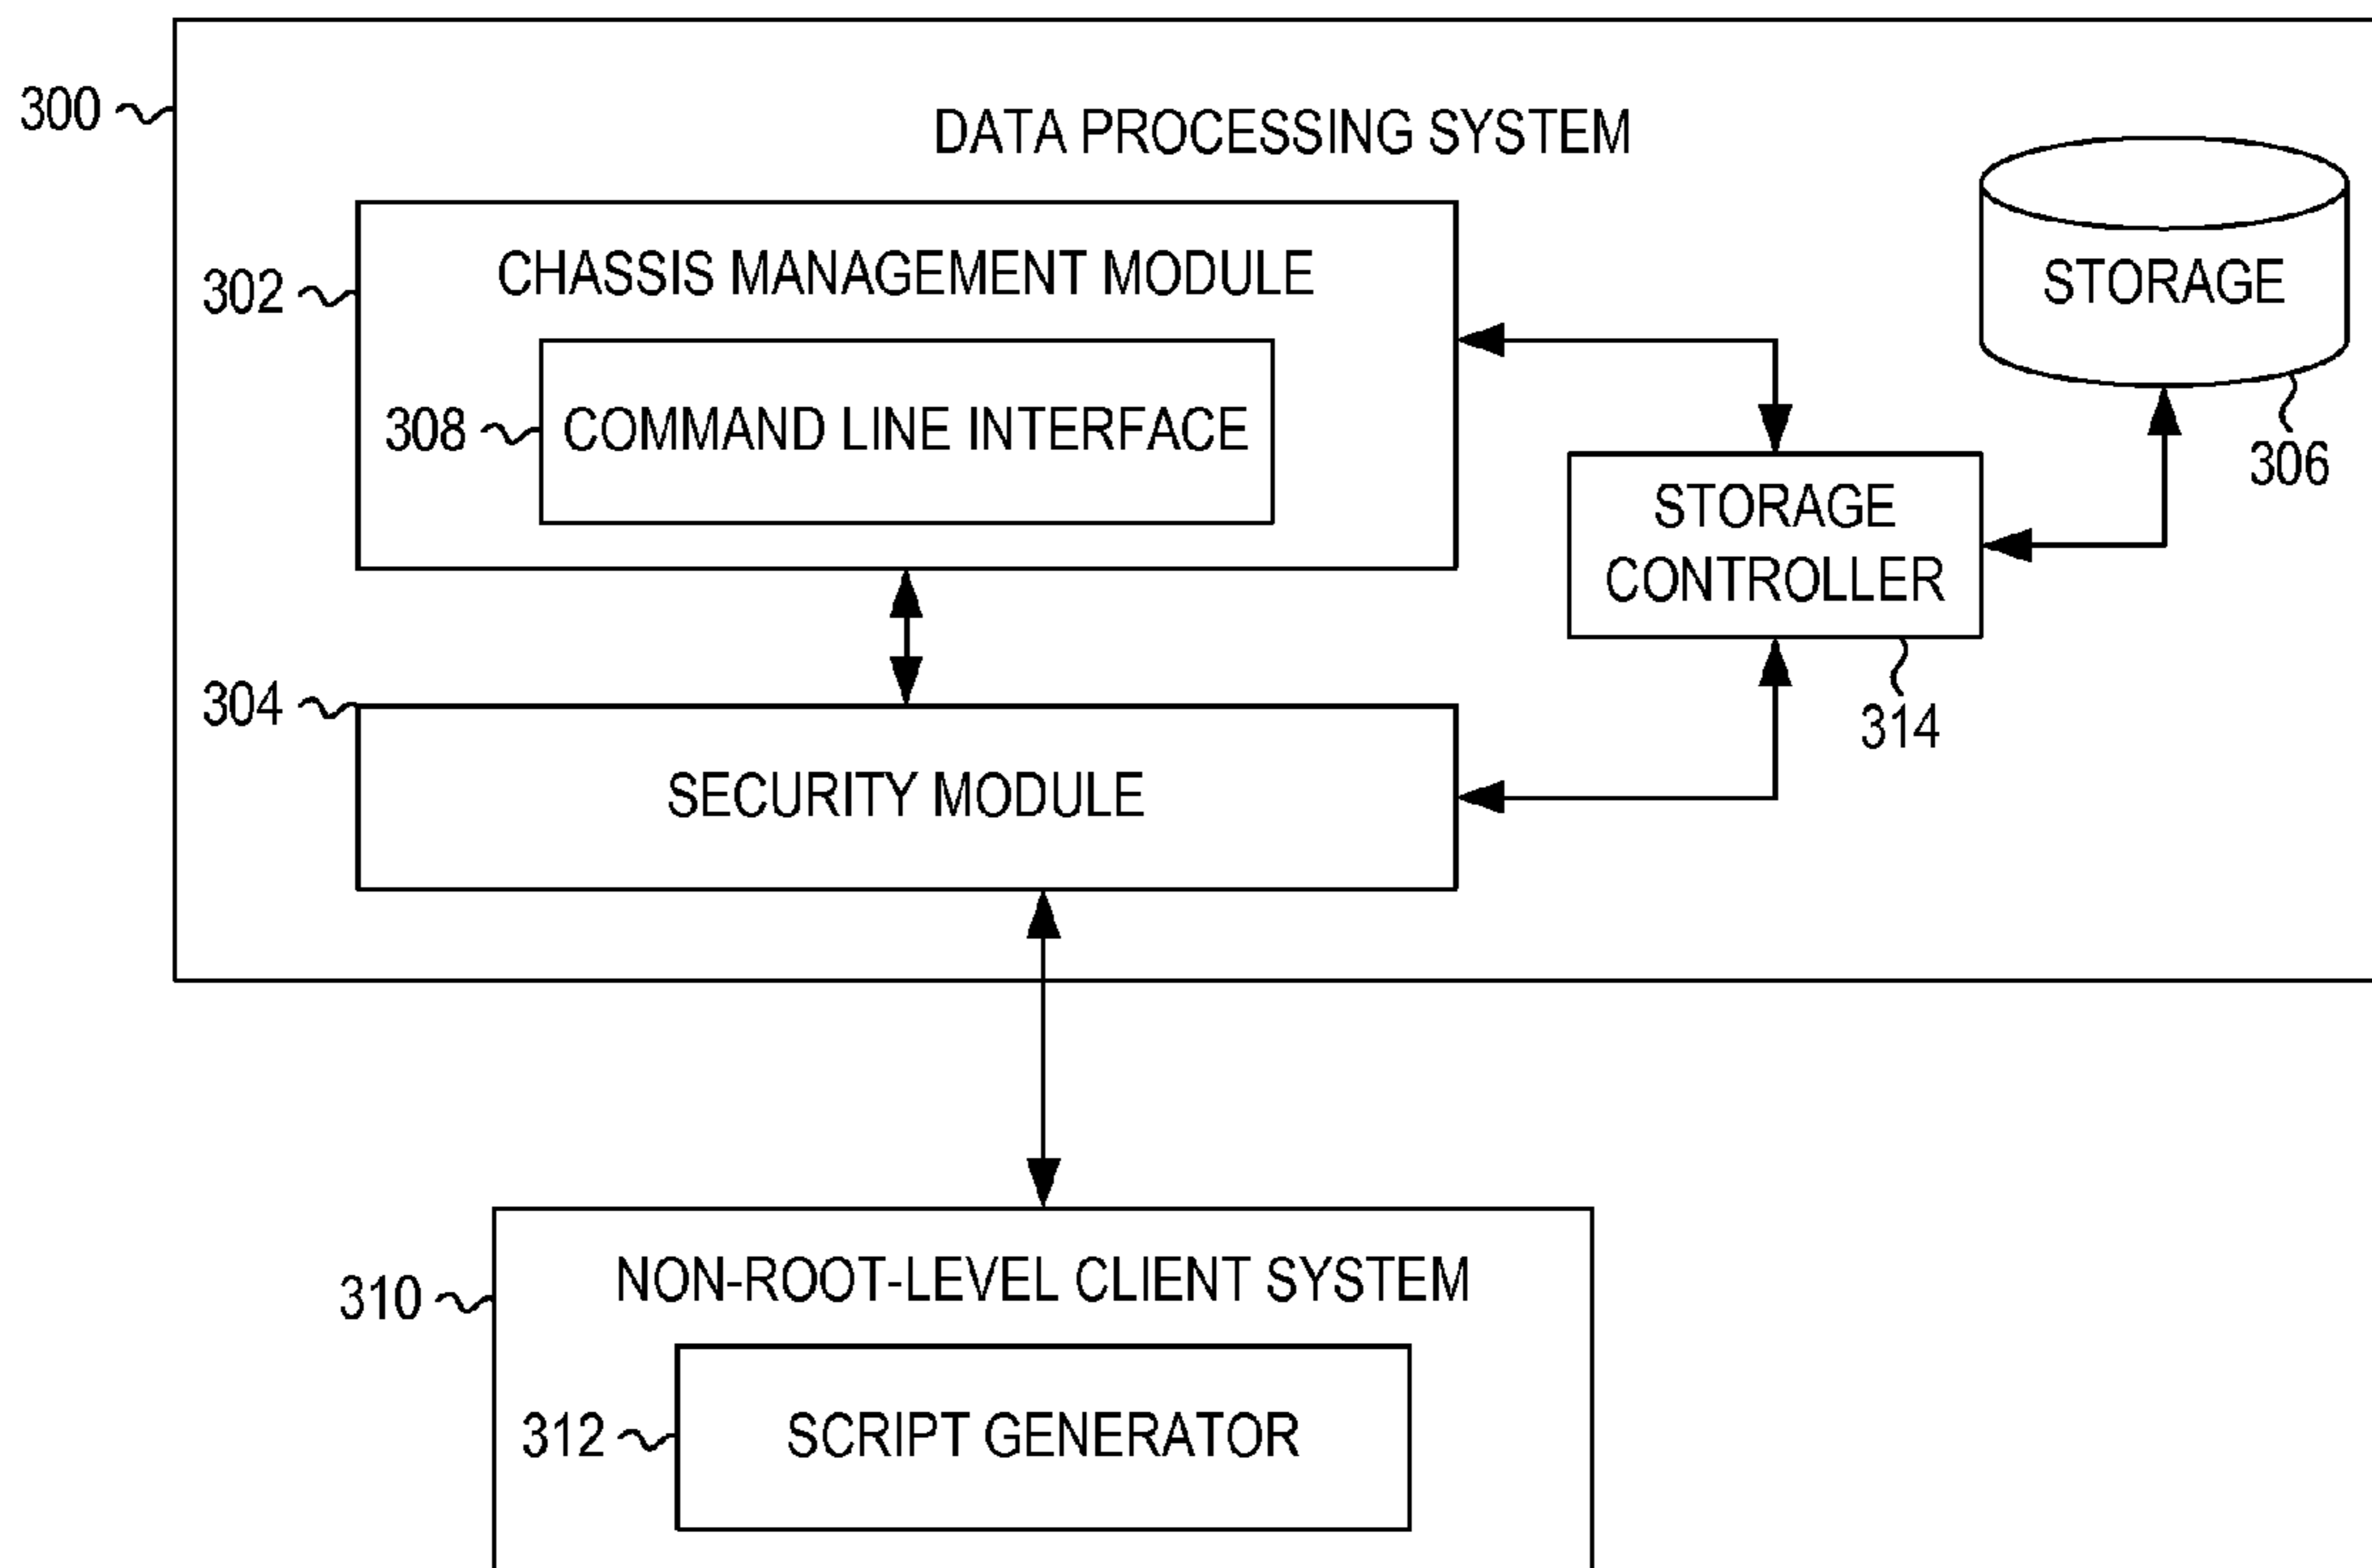 300
DATA PROCESSING SYSTEM
302
CHASSIS MANAGEMENT MODULE
STORAGE
308
COMMAND LINE INTERFACE
306
STORAGE
CONTROLLER
304
314
SECURITY MODULE
310
NON-ROOT-LEVEL CLIENT SYSTEM
312
SCRIPT GENERATOR